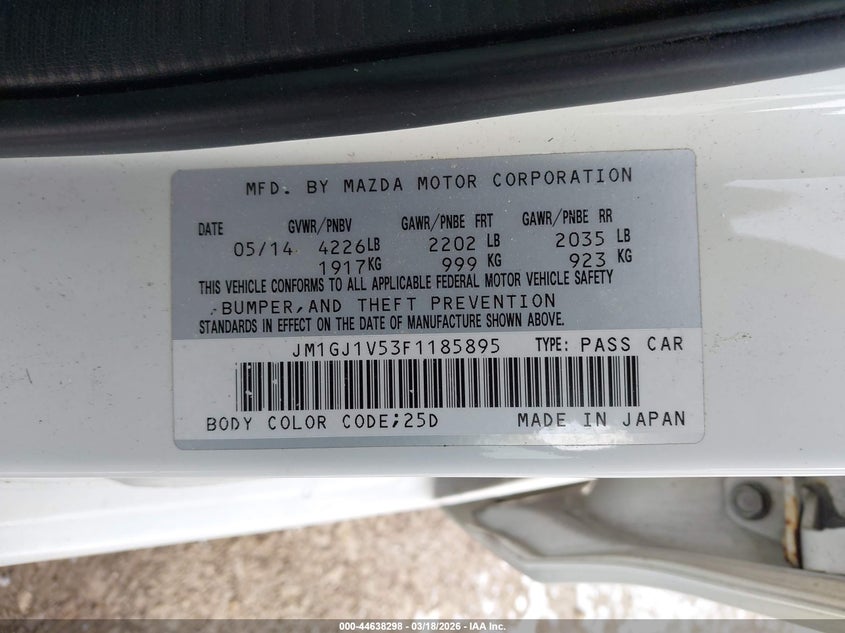 MFD. BY MAZDA MOTOR CORPORATION
DATE GVWR/PNBV GAWR/PNBE FRT GAWR/PNBE RR
05/14 4226LB 2202 LB 2035 LB
1917KG 999 KG 923 KG
THIS VEHICLE CONFORMS TO ALL APPLICABLE FEDERAL MOTOR VEHICLE SAFETY
,BUMPER,AND THEFT PREVENTION
STANDARDS IN EFFECT ON THE DATE OF MANUFACTURE SHOWN ABOVE.
JM1GJ1V53F1185895 TYPE: PASS CAR
BODY COLOR CODE;25D MADE IN JAPAN
000-44638298 - 03/18/2026 - IAA Inc.